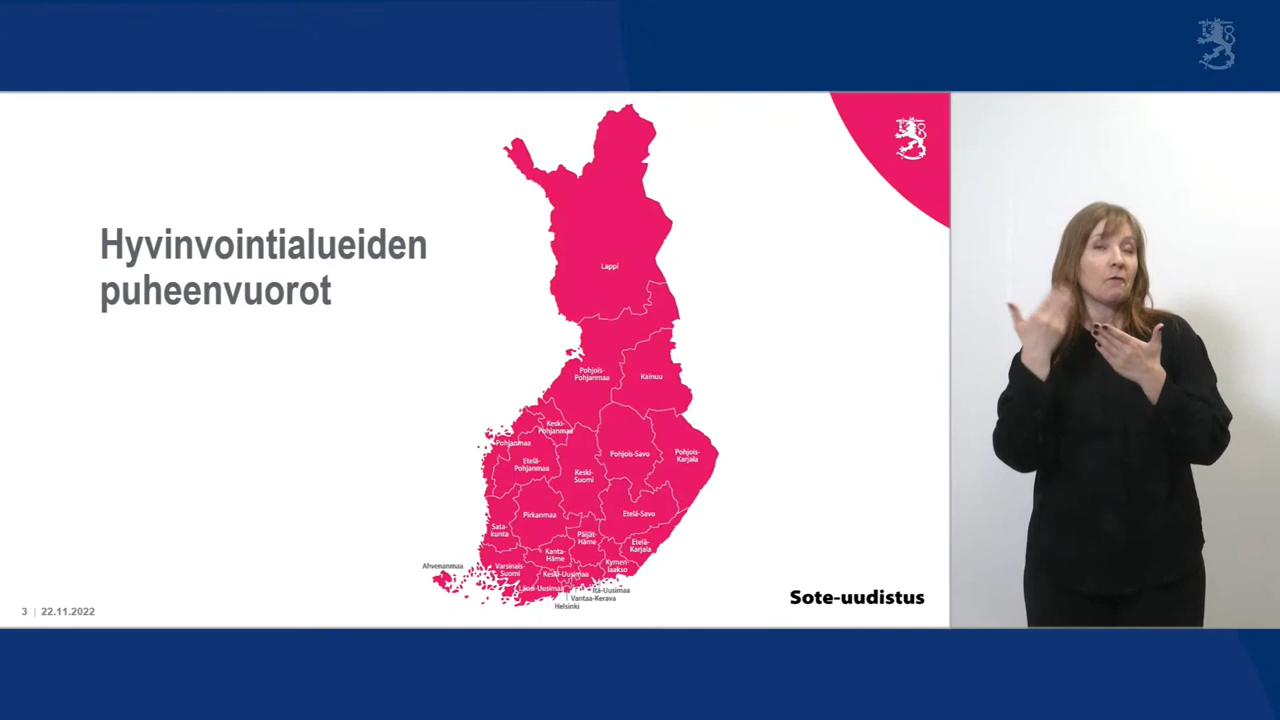 Hyvinvointialueiden
puheenvuorot
Lappi
Pohjois-
Pohjanmaa
Kainuu
Keski-
Pohjanmaa
Pohjanmaa
Etelä-
Pohjanmaa
Keski-
Suomi
Pohjois-Savo
Pohjois-
Karjala
Pirkanmaa
Etelä-Savo
Sata-
kunta
Päijät-
Häme
Etelä-
Karjala
Kanta-
Häme
Kymen-
laakso
Ahvenanmaa
Varsinais-
Suomi
Keski-Uusimaa
Länsi-Uusimaa
Itä-Uusimaa
Vantaa-Kerava
Helsinki
Sote-uudistus
3 | 22.11.2022